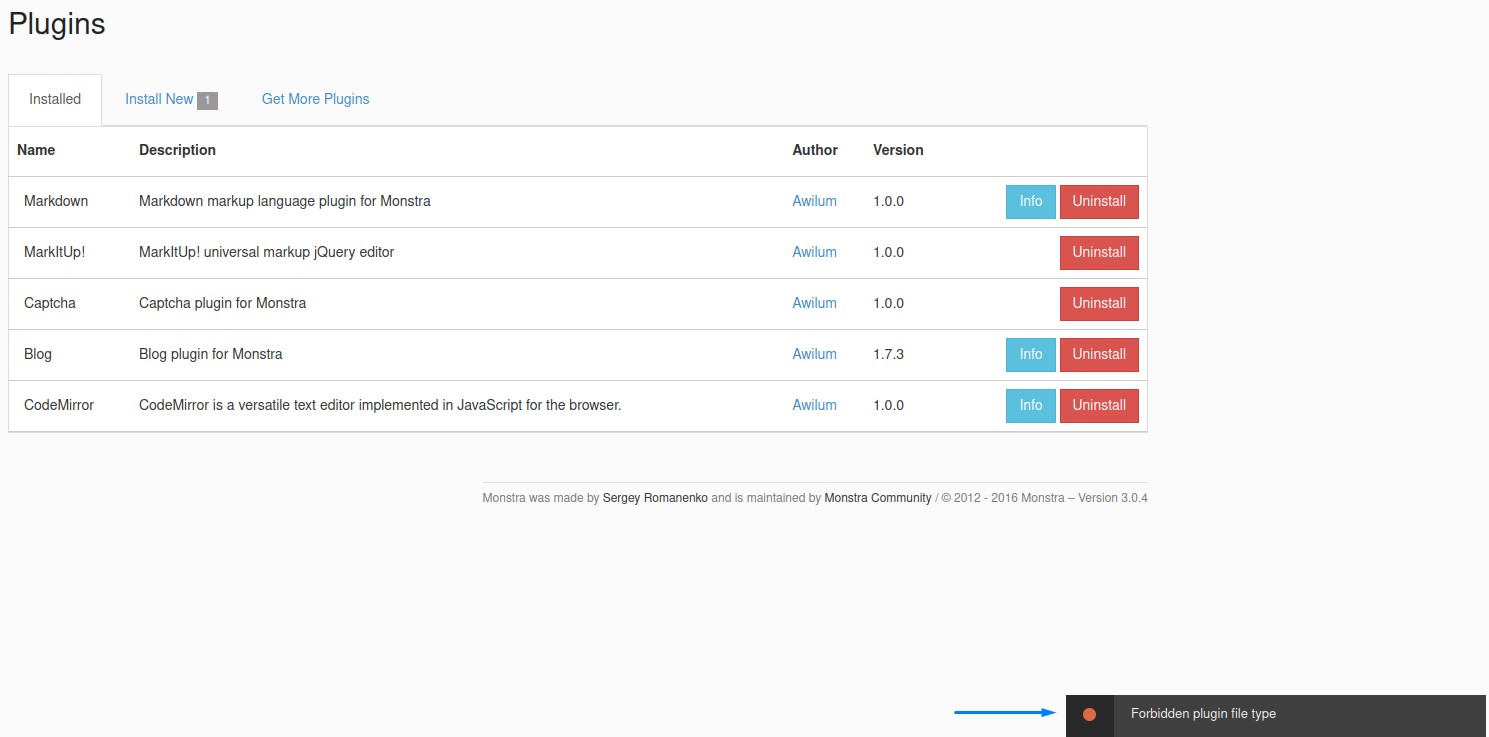 Plugins
Installed Install New 1 Get More Plugins
Name Description Author Version
Markdown Markdown markup language plugin for Monstra Awilum 1.0.0 Info Uninstall
MarkItUp! MarkItUp! universal markup jQuery editor Awilum 1.0.0 Uninstall
Captcha Captcha plugin for Monstra Awilum 1.0.0 Uninstall
Blog Blog plugin for Monstra Awilum 1.7.3 Info Uninstall
CodeMirror CodeMirror is a versatile text editor implemented in JavaScript for the browser. Awilum 1.0.0 Info Uninstall
Monstra was made by Sergey Romanenko and is maintained by Monstra Community / © 2012 - 2016 Monstra – Version 3.0.4
Forbidden plugin file type